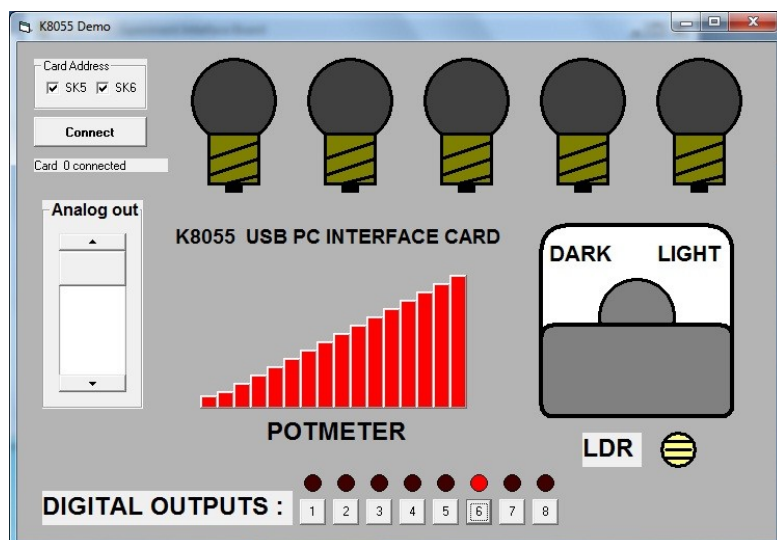 K8055 Demo
Card Address
SK5 SK6
Connect
Card 0 connected
Analog out
K8055 USB PC INTERFACE CARD
DARK LIGHT
POTMETER
LDR
DIGITAL OUTPUTS :
1 2 3 4 5 6 7 8